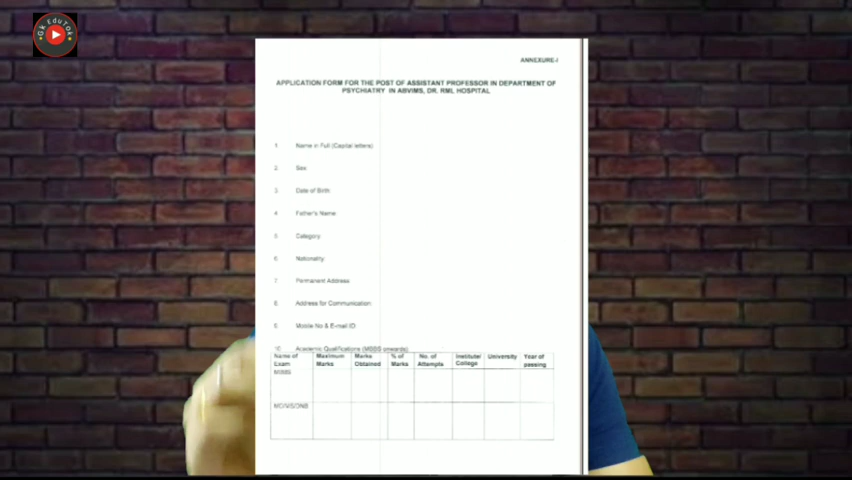 GK EduTok
ANNEXURE-I
APPLICATION FORM FOR THE POST OF ASSISTANT PROFESSOR IN DEPARTMENT OF
PSYCHIATRY IN ABVIMS, DR. RML HOSPITAL
1 Name in Full (Capital letters)
2 Sex
3 Date of Birth
4 Father's Name
5 Category
6 Nationality
7 Permanent Address
8 Address for Communication
9 Mobile No & E-mail ID
10 Academic Qualifications (MBBS onwards)
Name of Exam Maximum Marks Marks Obtained % of Marks No. of Attempts Institute/ College University Year of passing
MBBS
MD/MS/DNB